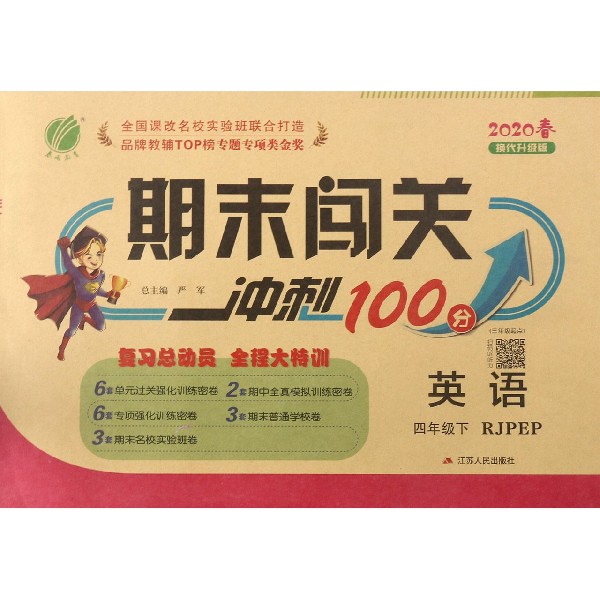 全国课改名校实验班联合打造
品牌教辅TOP榜专题专项类金奖
2020春
换代升级版
期末闯关
总主编 严军
冲刺100分
(三年级起点)
复习总动员 全程大特训
6套单元过关强化训练密卷 2套期中全真模拟训练密卷
6套专项强化训练密卷 3套期末普通学校卷
3套期末名校实验班卷
英语
四年级下 RJPEP
江苏人民出版社